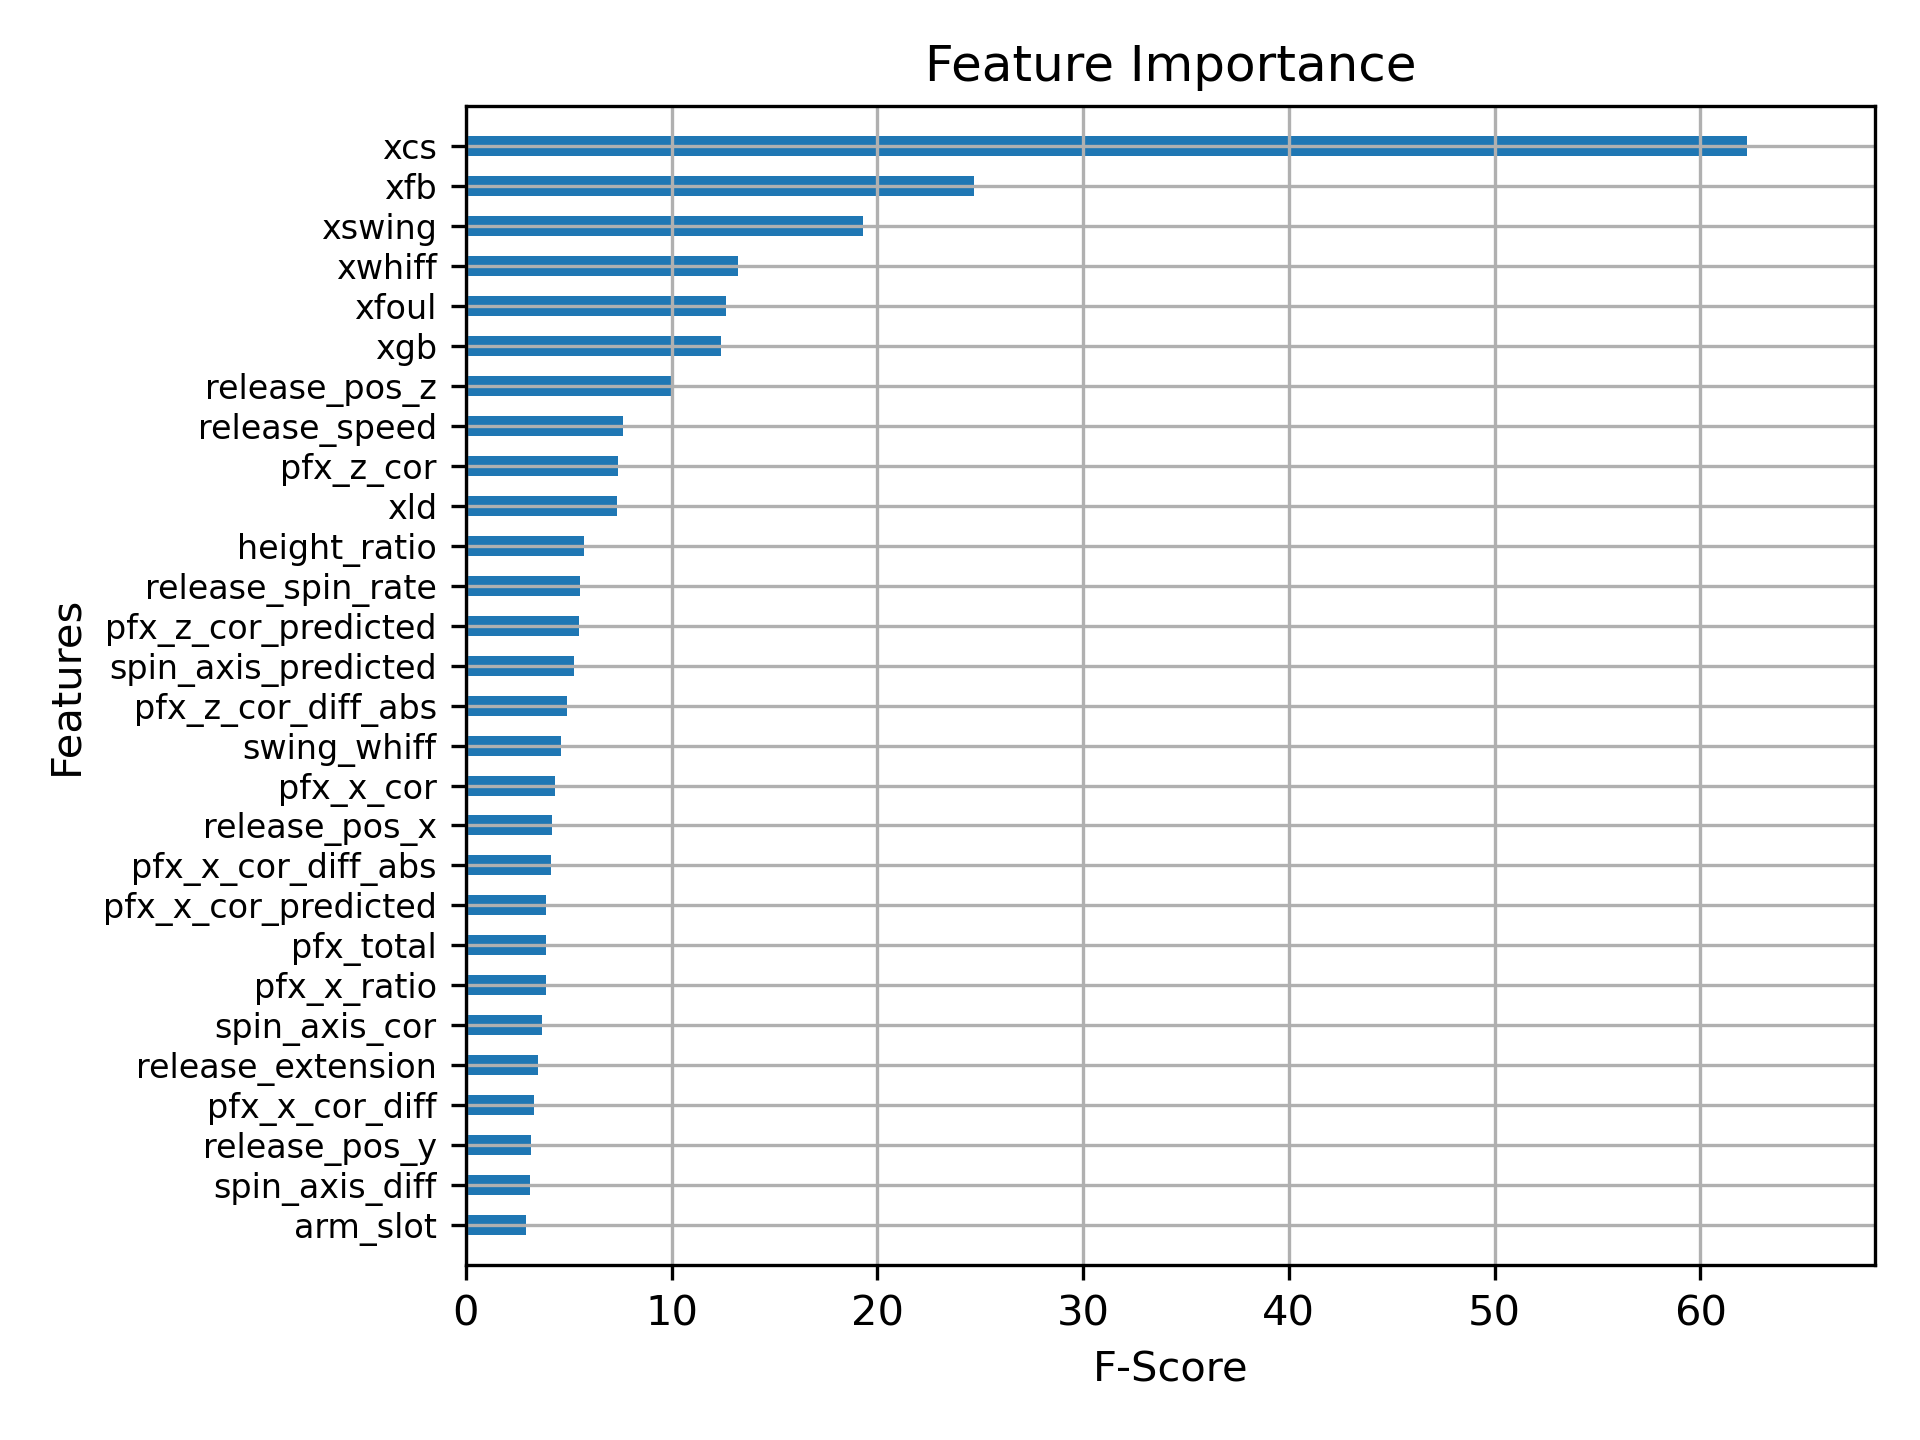 Feature Importance
xcs
xfb
xswing
xwhiff
xfoul
xgb
release_pos_z
release_speed
pfx_z_cor
xld
height_ratio
release_spin_rate
pfx_z_cor_predicted
spin_axis_predicted
pfx_z_cor_diff_abs
swing_whiff
pfx_x_cor
release_pos_x
pfx_x_cor_diff_abs
pfx_x_cor_predicted
pfx_total
pfx_x_ratio
spin_axis_cor
release_extension
pfx_x_cor_diff
release_pos_y
spin_axis_diff
arm_slot
Features
0 10 20 30 40 50 60
F-Score